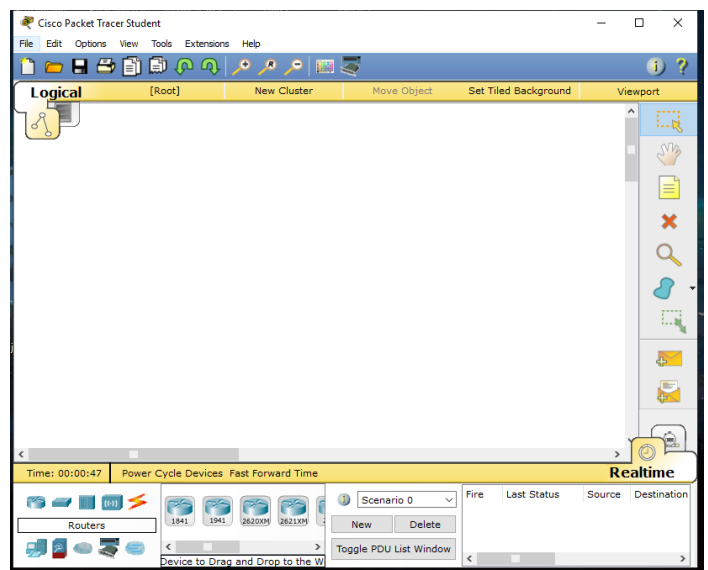 Cisco Packet Tracer Student
File Edit Options View Tools Extensions Help
Logical [Root] New Cluster Move Object Set Tiled Background Viewport
Time: 00:00:47 Power Cycle Devices Fast Forward Time Realtime
Routers
1841 1941 2620XM 2621XM
Device to Drag and Drop to the W
Scenario 0
New Delete
Toggle PDU List Window
Fire Last Status Source Destination